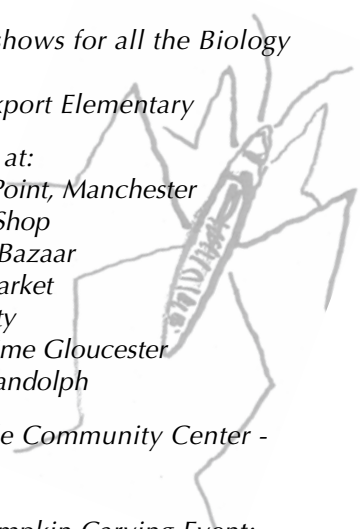 shows for all the Biology
xport Elementary
at:
Point, Manchester
Shop
Bazaar
arket
ty
me Gloucester
andolph
e Community Center -
mpkin Carving Event: